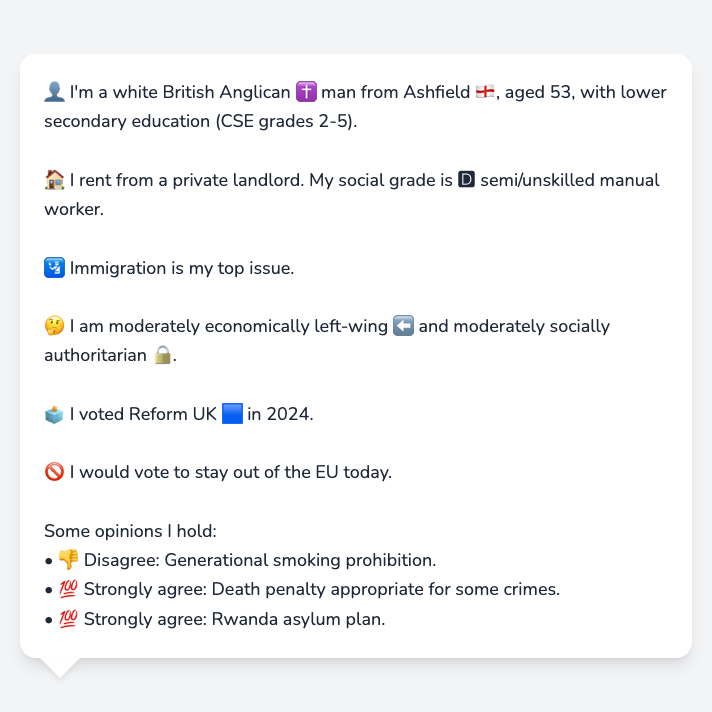 👤 I'm a white British Anglican ✝️ man from Ashfield 🏴󠁧󠁢󠁥󠁮󠁧󠁿, aged 53, with lower
secondary education (CSE grades 2-5).
🏠 I rent from a private landlord. My social grade is 🅳 semi/unskilled manual
worker.
🛂 Immigration is my top issue.
🤔 I am moderately economically left-wing ⬅️ and moderately socially
authoritarian 🔒.
🗳️ I voted Reform UK 🟦 in 2024.
🚫 I would vote to stay out of the EU today.
Some opinions I hold:
• 👎 Disagree: Generational smoking prohibition.
• 💯 Strongly agree: Death penalty appropriate for some crimes.
• 💯 Strongly agree: Rwanda asylum plan.